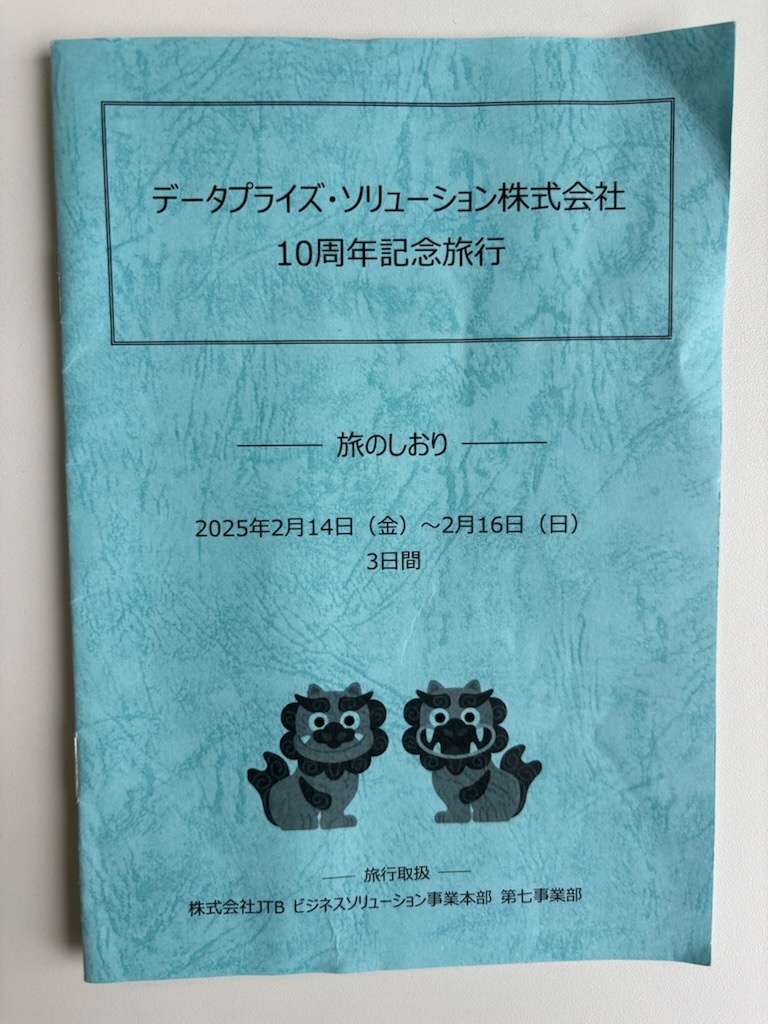 データプライズ・ソリューション株式会社
10周年記念旅行
旅のしおり
2025年2月14日（金）～2月16日（日）
3日間
旅行取扱
株式会社JTB ビジネスソリューション事業本部 第七事業部